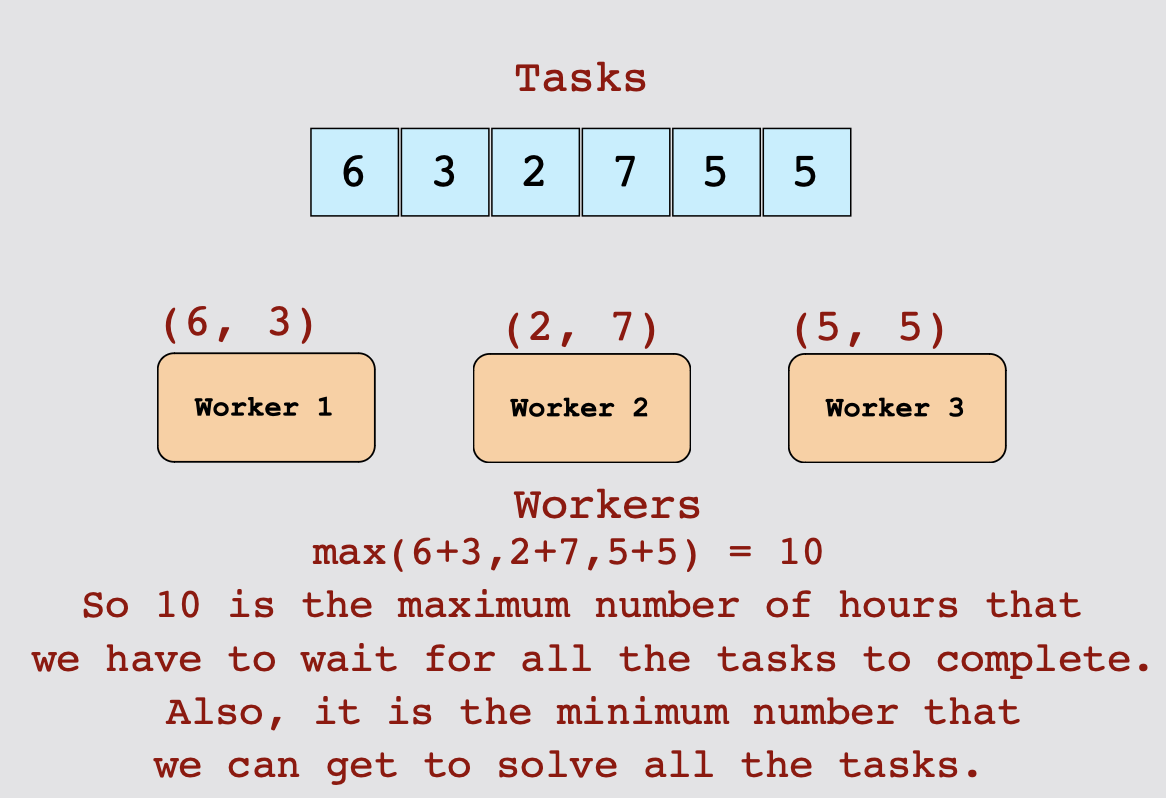 Tasks
6 3 2 7 5 5
(6, 3) (2, 7) (5, 5)
Worker 1 Worker 2 Worker 3
Workers
max(6+3,2+7,5+5) = 10
So 10 is the maximum number of hours that
we have to wait for all the tasks to complete.
Also, it is the minimum number that
we can get to solve all the tasks.